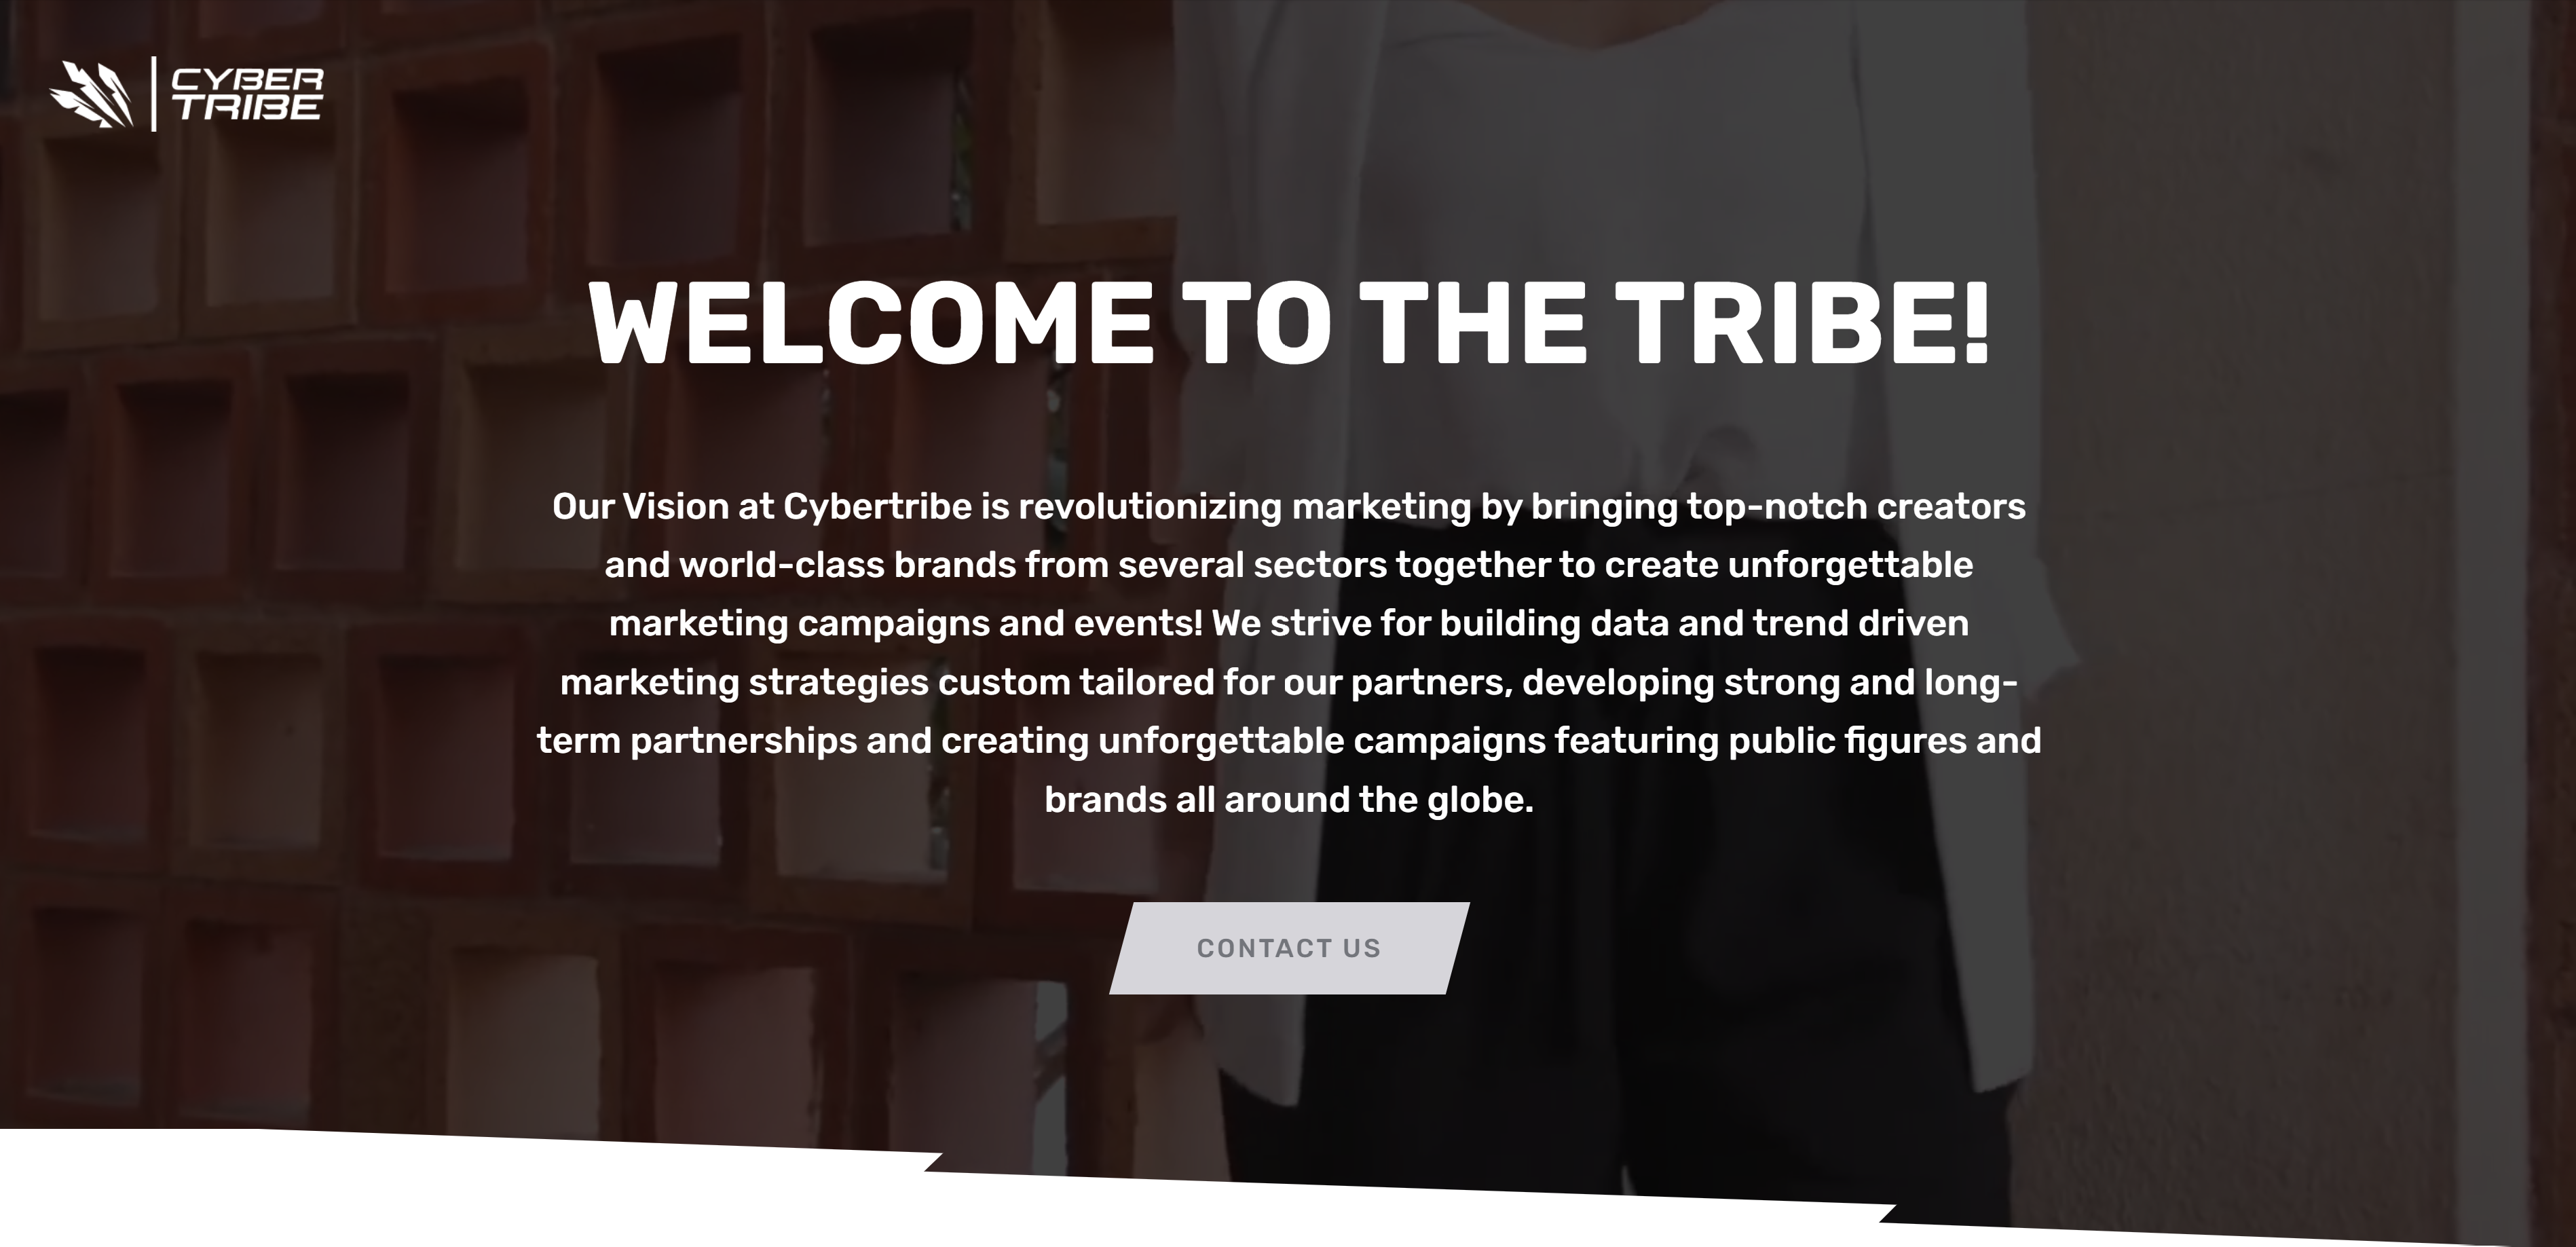 CYBER
TRIBE
WELCOME TO THE TRIBE!
Our Vision at Cybertribe is revolutionizing marketing by bringing top-notch creators
and world-class brands from several sectors together to create unforgettable
marketing campaigns and events! We strive for building data and trend driven
marketing strategies custom tailored for our partners, developing strong and long-
term partnerships and creating unforgettable campaigns featuring public figures and
brands all around the globe.
CONTACT US